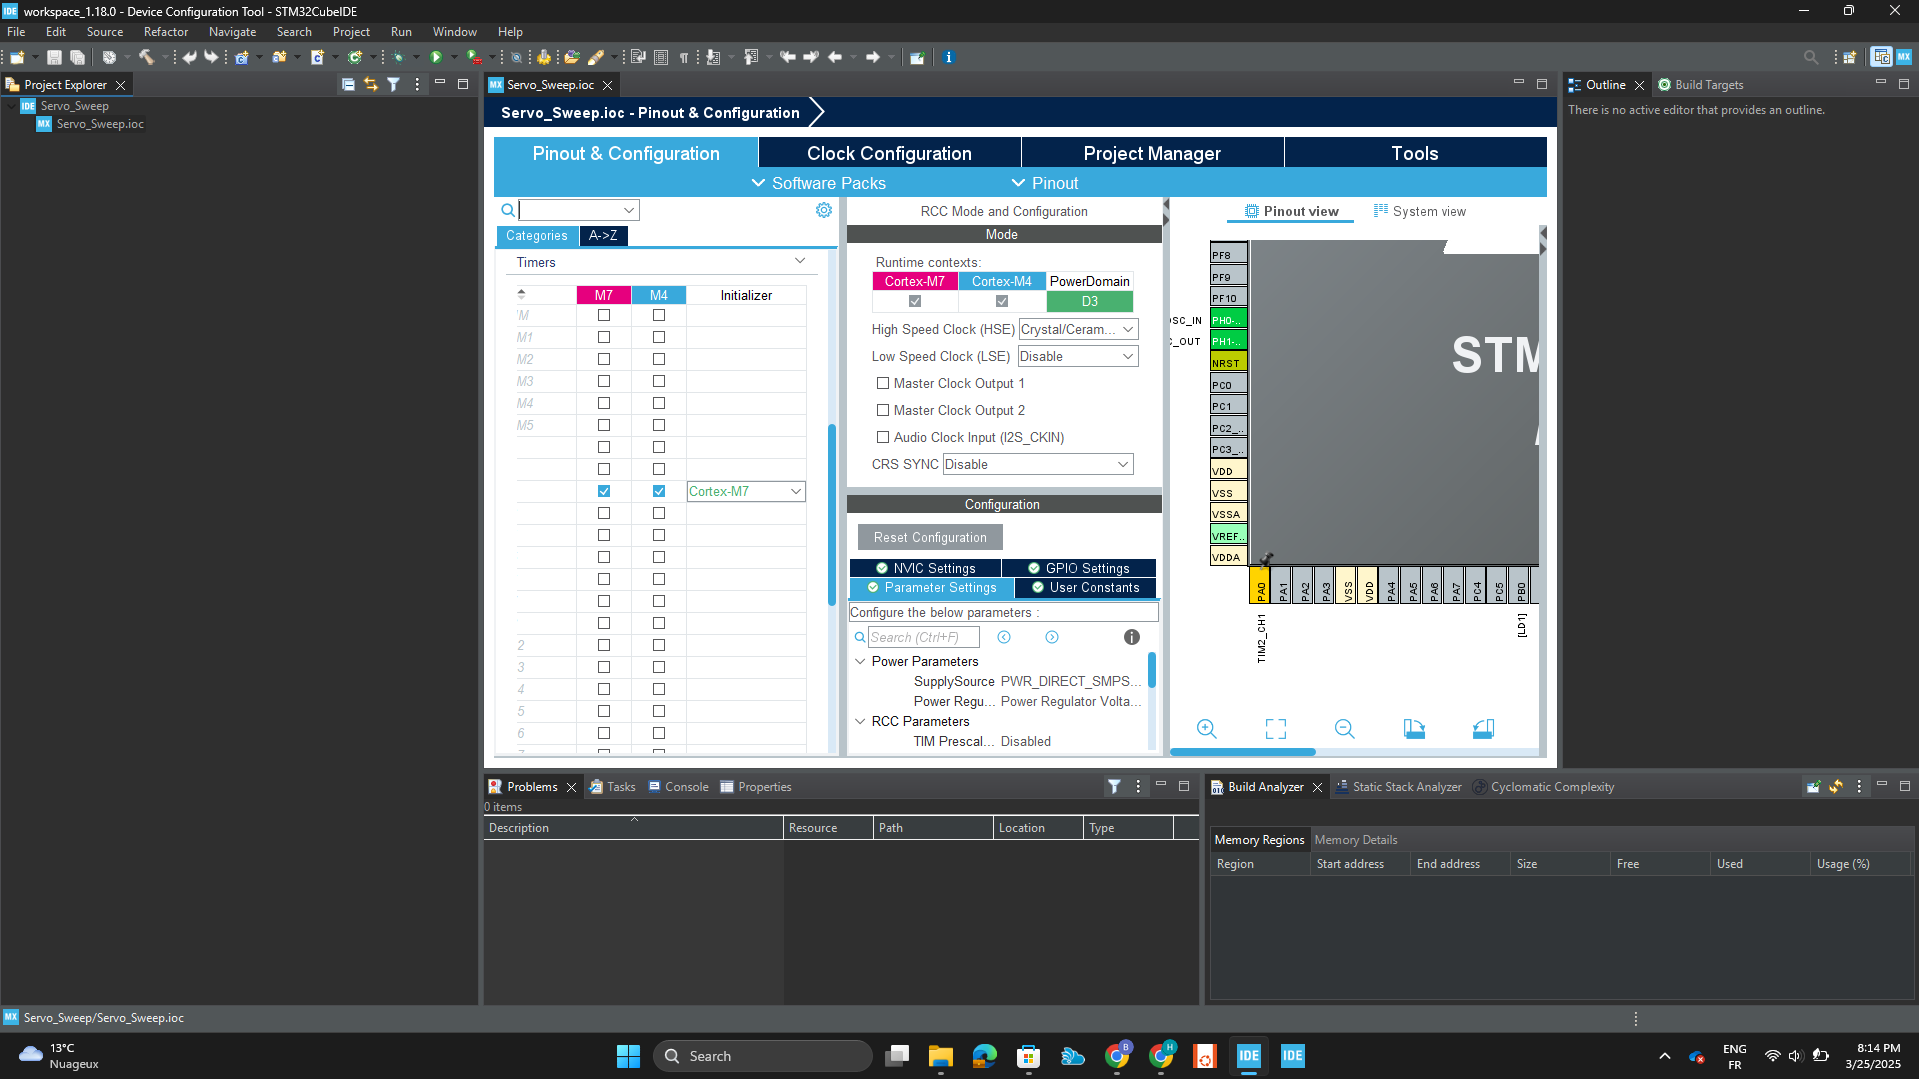 workspace_1.18.0 - Device Configuration Tool - STM32CubeIDE
File Edit Source Refactor Navigate Search Project Run Window Help
Project Explorer
Servo_Sweep
Servo_Sweep.ioc
Servo_Sweep.ioc
Servo_Sweep.ioc - Pinout & Configuration
Pinout & Configuration Clock Configuration Project Manager Tools
Software Packs Pinout
Categories A->Z
Timers
M7 M4 Initializer
M1
M2
M3
M4
M5
Cortex-M7
2
3
4
5
6
RCC Mode and Configuration
Mode
Runtime contexts:
Cortex-M7 Cortex-M4 PowerDomain
D3
High Speed Clock (HSE) Crystal/Ceram...
Low Speed Clock (LSE) Disable
Master Clock Output 1
Master Clock Output 2
Audio Clock Input (I2S_CKIN)
CRS SYNC Disable
Configuration
Reset Configuration
NVIC Settings GPIO Settings
Parameter Settings User Constants
Configure the below parameters :
Search (Ctrl+F)
Power Parameters
SupplySource PWR_DIRECT_SMPS...
Power Regu... Power Regulator Volta...
RCC Parameters
TIM Prescal... Disabled
Pinout view System view
PF8
PF9
PF10
OSC_IN PH0-..
C_OUT PH1-..
NRST
PC0
PC1
PC2_..
PC3_..
VDD
VSS
VSSA
VREF..
VDDA
STM
PA0 PA1 PA2 PA3 VSS VDD PA4 PA5 PA6 PA7 PC4 PC5 PB0
TIM2_CH1 [LD1]
Outline Build Targets
There is no active editor that provides an outline.
Problems Tasks Console Properties
0 items
Description Resource Path Location Type
Build Analyzer Static Stack Analyzer Cyclomatic Complexity
Memory Regions Memory Details
Region Start address End address Size Free Used Usage (%)
Servo_Sweep/Servo_Sweep.ioc
13°C
Nuageux
Search
ENG
FR
8:14 PM
3/25/2025